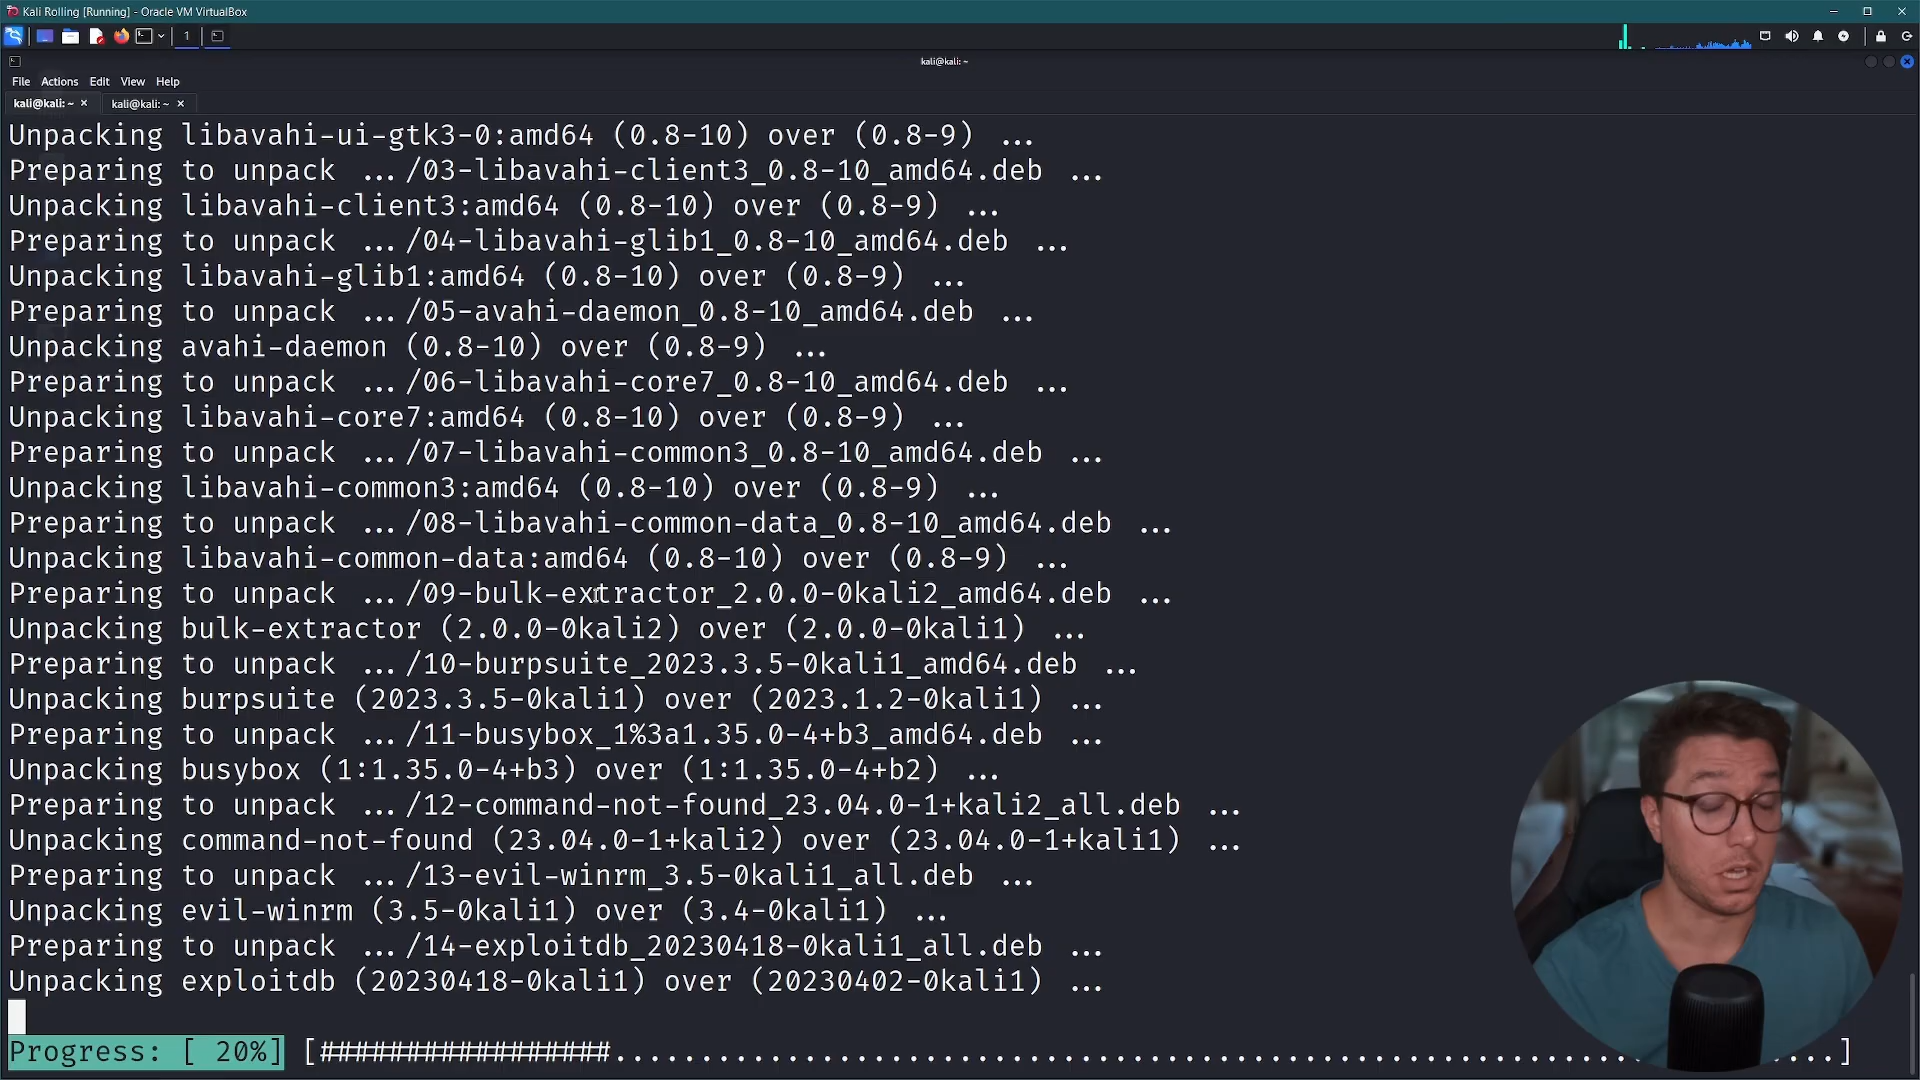 Kali Rolling [Running] - Oracle VM VirtualBox
1
kali@kali: ~
File Actions Edit View Help
kali@kali: ~ × kali@kali: ~ ×
Unpacking libavahi-ui-gtk3-0:amd64 (0.8-10) over (0.8-9) ...
Preparing to unpack .../03-libavahi-client3_0.8-10_amd64.deb ...
Unpacking libavahi-client3:amd64 (0.8-10) over (0.8-9) ...
Preparing to unpack .../04-libavahi-glib1_0.8-10_amd64.deb ...
Unpacking libavahi-glib1:amd64 (0.8-10) over (0.8-9) ...
Preparing to unpack .../05-avahi-daemon_0.8-10_amd64.deb ...
Unpacking avahi-daemon (0.8-10) over (0.8-9) ...
Preparing to unpack .../06-libavahi-core7_0.8-10_amd64.deb ...
Unpacking libavahi-core7:amd64 (0.8-10) over (0.8-9) ...
Preparing to unpack .../07-libavahi-common3_0.8-10_amd64.deb ...
Unpacking libavahi-common3:amd64 (0.8-10) over (0.8-9) ...
Preparing to unpack .../08-libavahi-common-data_0.8-10_amd64.deb ...
Unpacking libavahi-common-data:amd64 (0.8-10) over (0.8-9) ...
Preparing to unpack .../09-bulk-extractor_2.0.0-0kali2_amd64.deb ...
Unpacking bulk-extractor (2.0.0-0kali2) over (2.0.0-0kali1) ...
Preparing to unpack .../10-burpsuite_2023.3.5-0kali1_amd64.deb ...
Unpacking burpsuite (2023.3.5-0kali1) over (2023.1.2-0kali1) ...
Preparing to unpack .../11-busybox_1%3a1.35.0-4+b3_amd64.deb ...
Unpacking busybox (1:1.35.0-4+b3) over (1:1.35.0-4+b2) ...
Preparing to unpack .../12-command-not-found_23.04.0-1+kali2_all.deb ...
Unpacking command-not-found (23.04.0-1+kali2) over (23.04.0-1+kali1) ...
Preparing to unpack .../13-evil-winrm_3.5-0kali1_all.deb ...
Unpacking evil-winrm (3.5-0kali1) over (3.4-0kali1) ...
Preparing to unpack .../14-exploitdb_20230418-0kali1_all.deb ...
Unpacking exploitdb (20230418-0kali1) over (20230402-0kali1) ...
Progress: [ 20%] [#################.......................................................................]